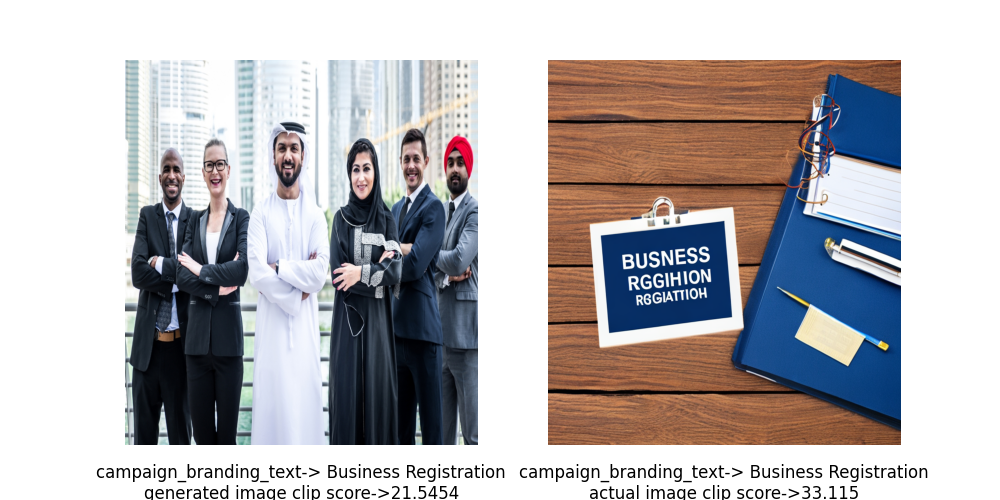 BUSNESS
RGGIHION
RGGIATTIOH
campaign_branding_text-> Business Registration
generated image clip score->21.5454
campaign_branding_text-> Business Registration
actual image clip score->33.115